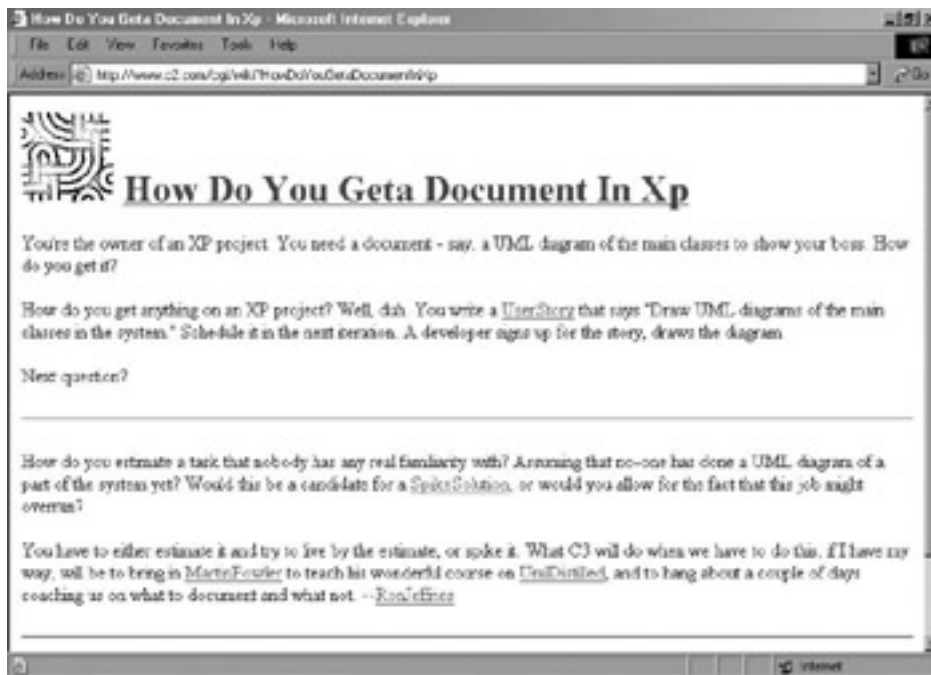 How Do You Geta Document In Xp - Microsoft Internet Explorer
File Edit View Favorites Tools Help
Address http://www.c2.com/cgi/wiki?HowDoYouGetaDocumentInXp Go
How Do You Geta Document In Xp
You're the owner of an XP project. You need a document - say, a UML diagram of the main classes to show your boss. How
do you get it?
How do you get anything on an XP project? Well, duh. You write a UserStory that says "Draw UML diagrams of the main
classes in the system." Schedule it in the next iteration. A developer signs up for the story, draws the diagram.
Next question?
How do you estimate a task that nobody has any real familiarity with? Assuming that no-one has done a UML diagram of a
part of the system yet? Would this be a candidate for a SpikeSolution, or would you allow for the fact that this job might
overrun?
You have to either estimate it and try to live by the estimate, or spike it. What C3 will do when we have to do this, if I have my
way, will be to bring in MartinFowler to teach his wonderful course on UmlDistilled, and to hang about a couple of days
coaching us on what to document and what not. --RonJeffries
Internet